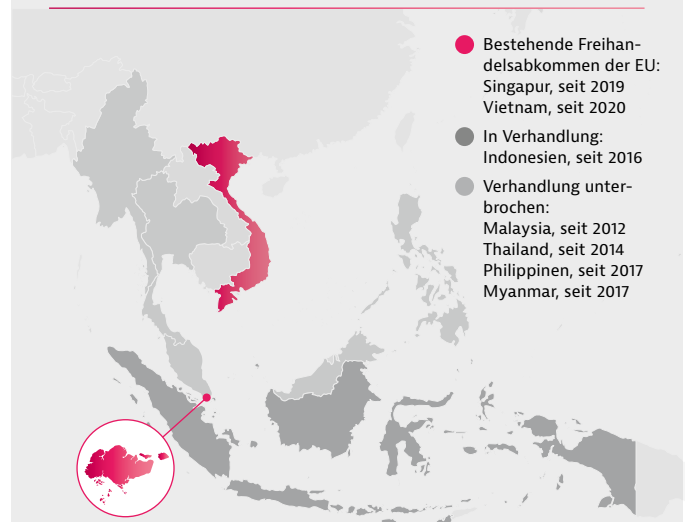 Bestehende Freihan-
delsabkommen der EU:
Singapur, seit 2019
Vietnam, seit 2020
In Verhandlung:
Indonesien, seit 2016
Verhandlung unter-
brochen:
Malaysia, seit 2012
Thailand, seit 2014
Philippinen, seit 2017
Myanmar, seit 2017